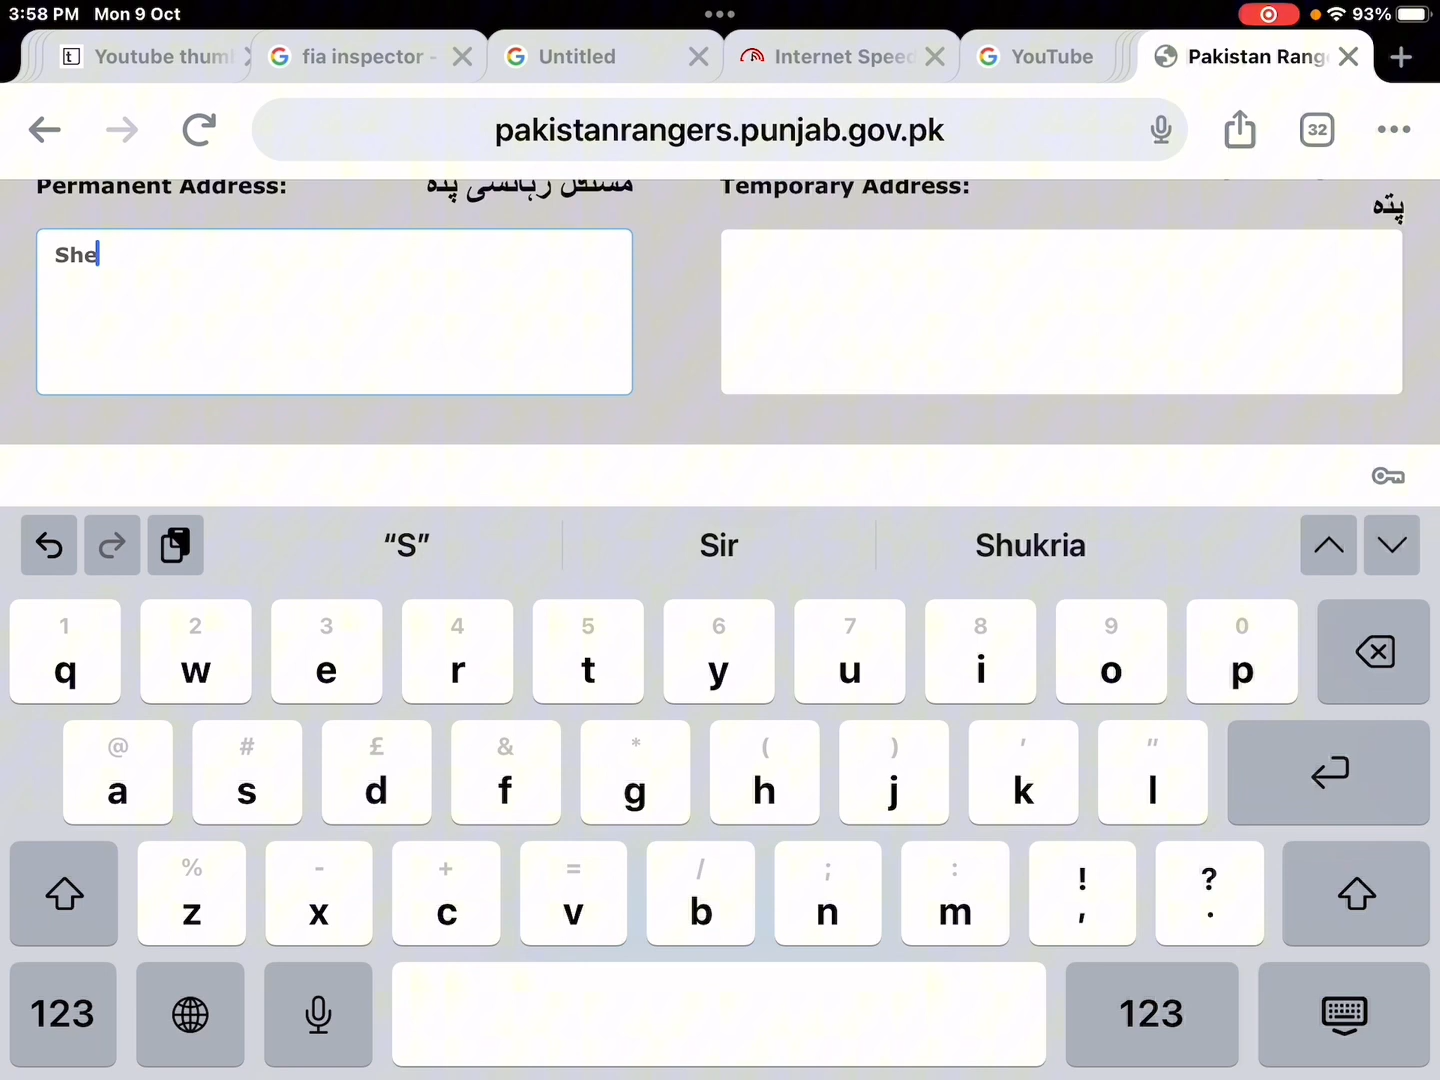 3:58 PM Mon 9 Oct
93%
Youtube thum
fia inspector -
Untitled
Internet Speed
YouTube
Pakistan Rang
pakistanrangers.punjab.gov.pk
32
Permanent Address:
مستقل رہائشی پتہ
Temporary Address:
پتہ
She
“S”
Sir
Shukria
1 2 3 4 5 6 7 8 9 0
q w e r t y u i o p
@ # £ & * ( ) ' "
a s d f g h j k l
% - + = / ; : ! ?
z x c v b n m , .
123
123